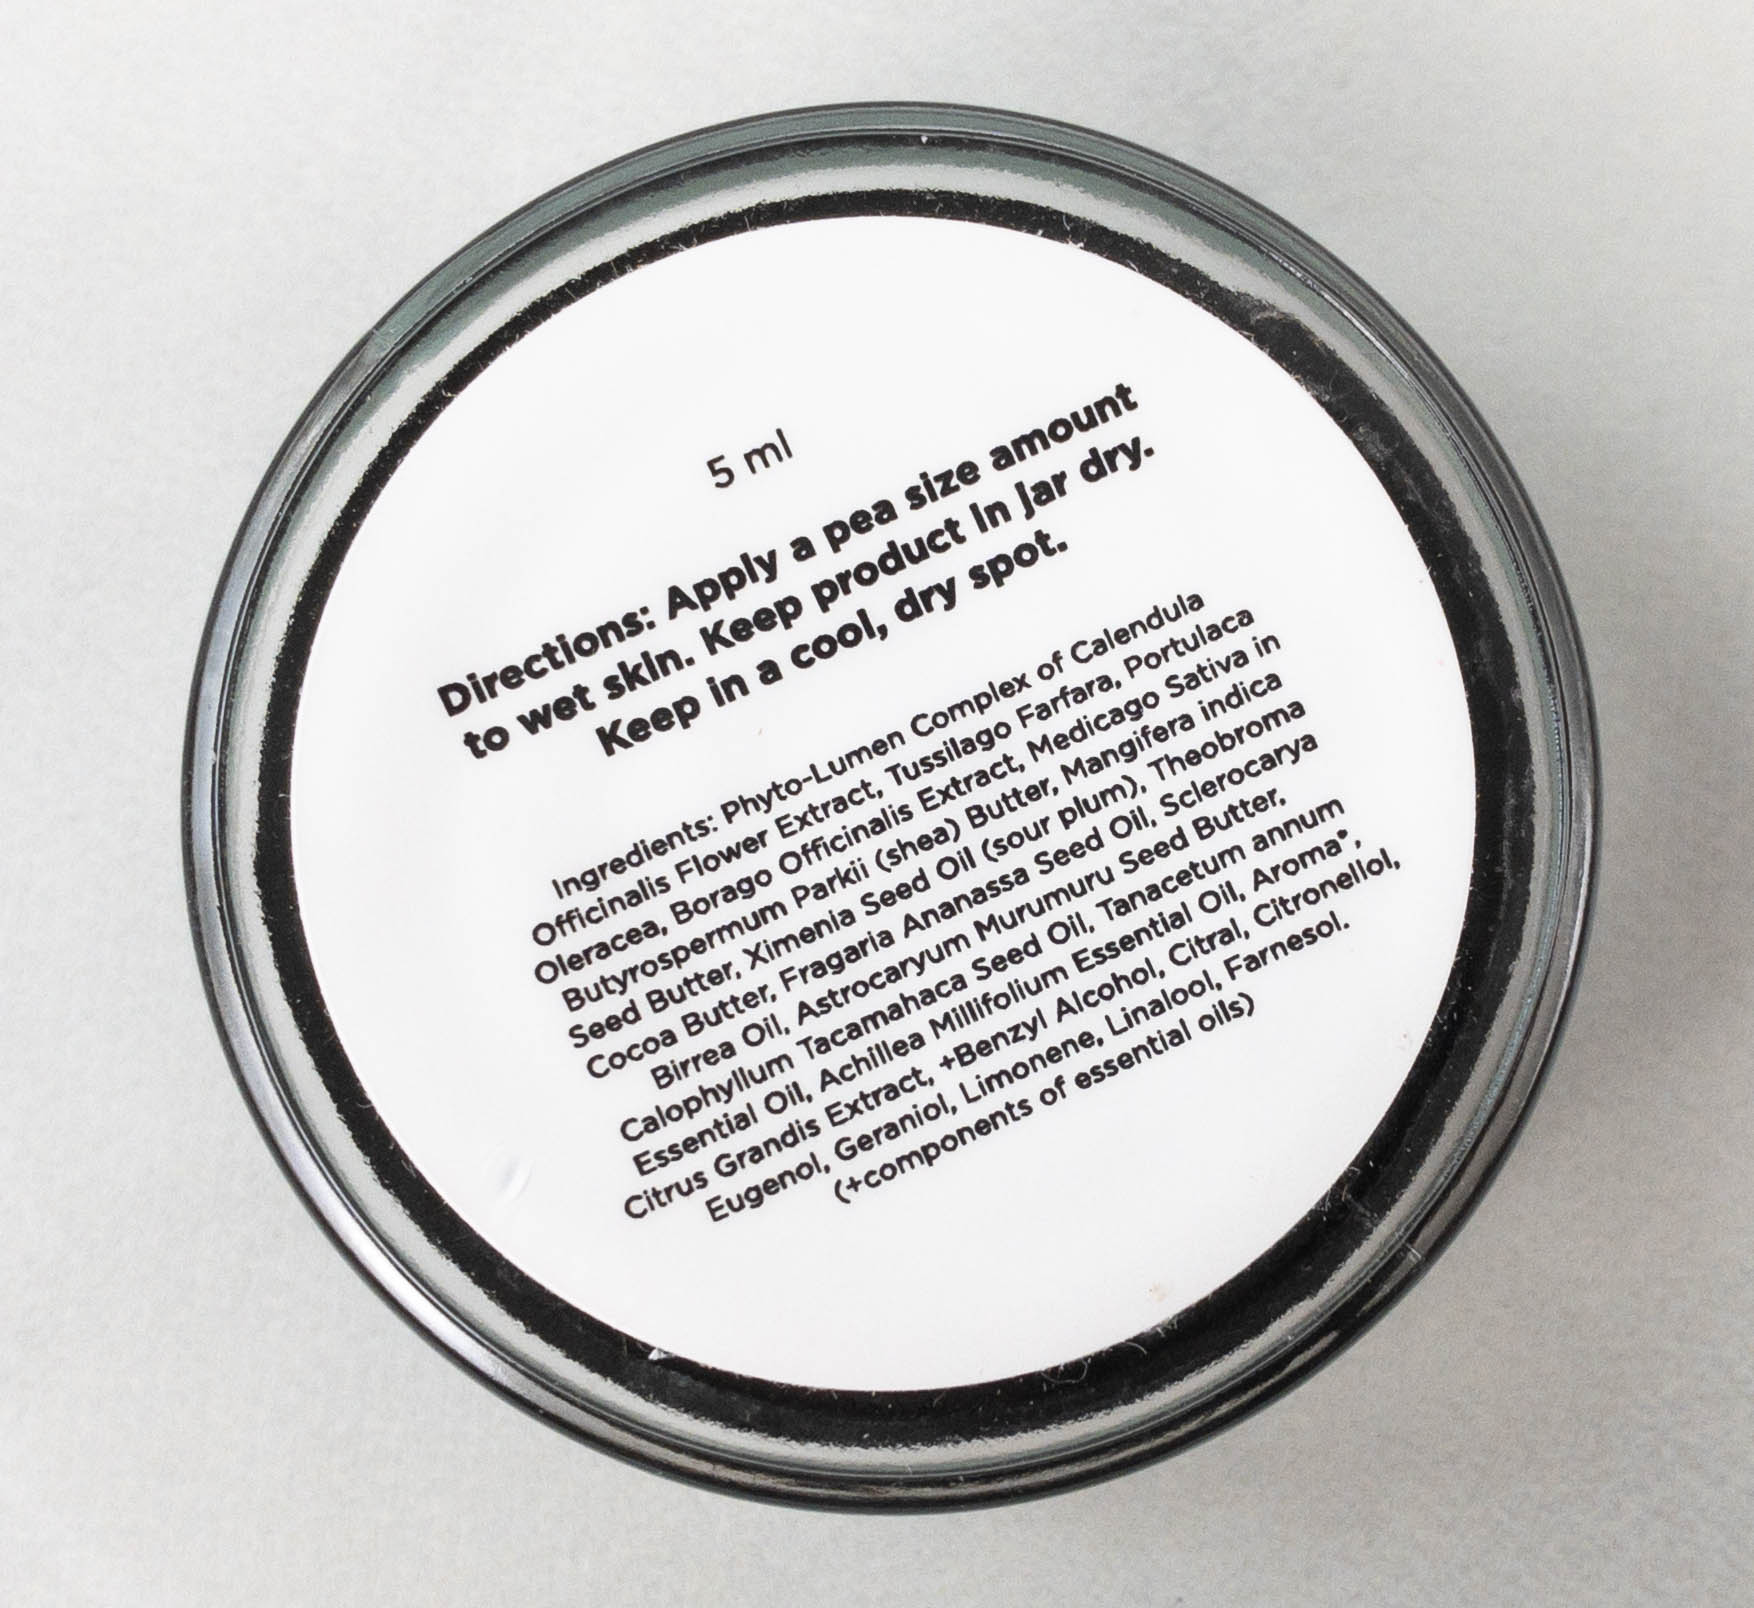 5 ml
Directions: Apply a pea size amount
to wet skin. Keep product in jar dry.
Keep in a cool, dry spot.
Ingredients: Phyto-Lumen Complex of Calendula
Officinalis Flower Extract, Tussilago Farfara, Portulaca
Oleracea, Borago Officinalis Extract, Medicago Sativa in
Butyrospermum Parkii (shea) Butter, Mangifera indica
Seed Butter, Ximenia Seed Oil (sour plum), Theobroma
Cocoa Butter, Fragaria Ananassa Seed Oil, Sclerocarya
Birrea Oil, Astrocaryum Murumuru Seed Butter,
Calophyllum Tacamahaca Seed Oil, Tanacetum annum
Essential Oil, Achillea Millifolium Essential Oil, Aroma*,
Citrus Grandis Extract, +Benzyl Alcohol, Citral, Citronellol,
Eugenol, Geraniol, Limonene, Linalool, Farnesol.
(+components of essential oils)